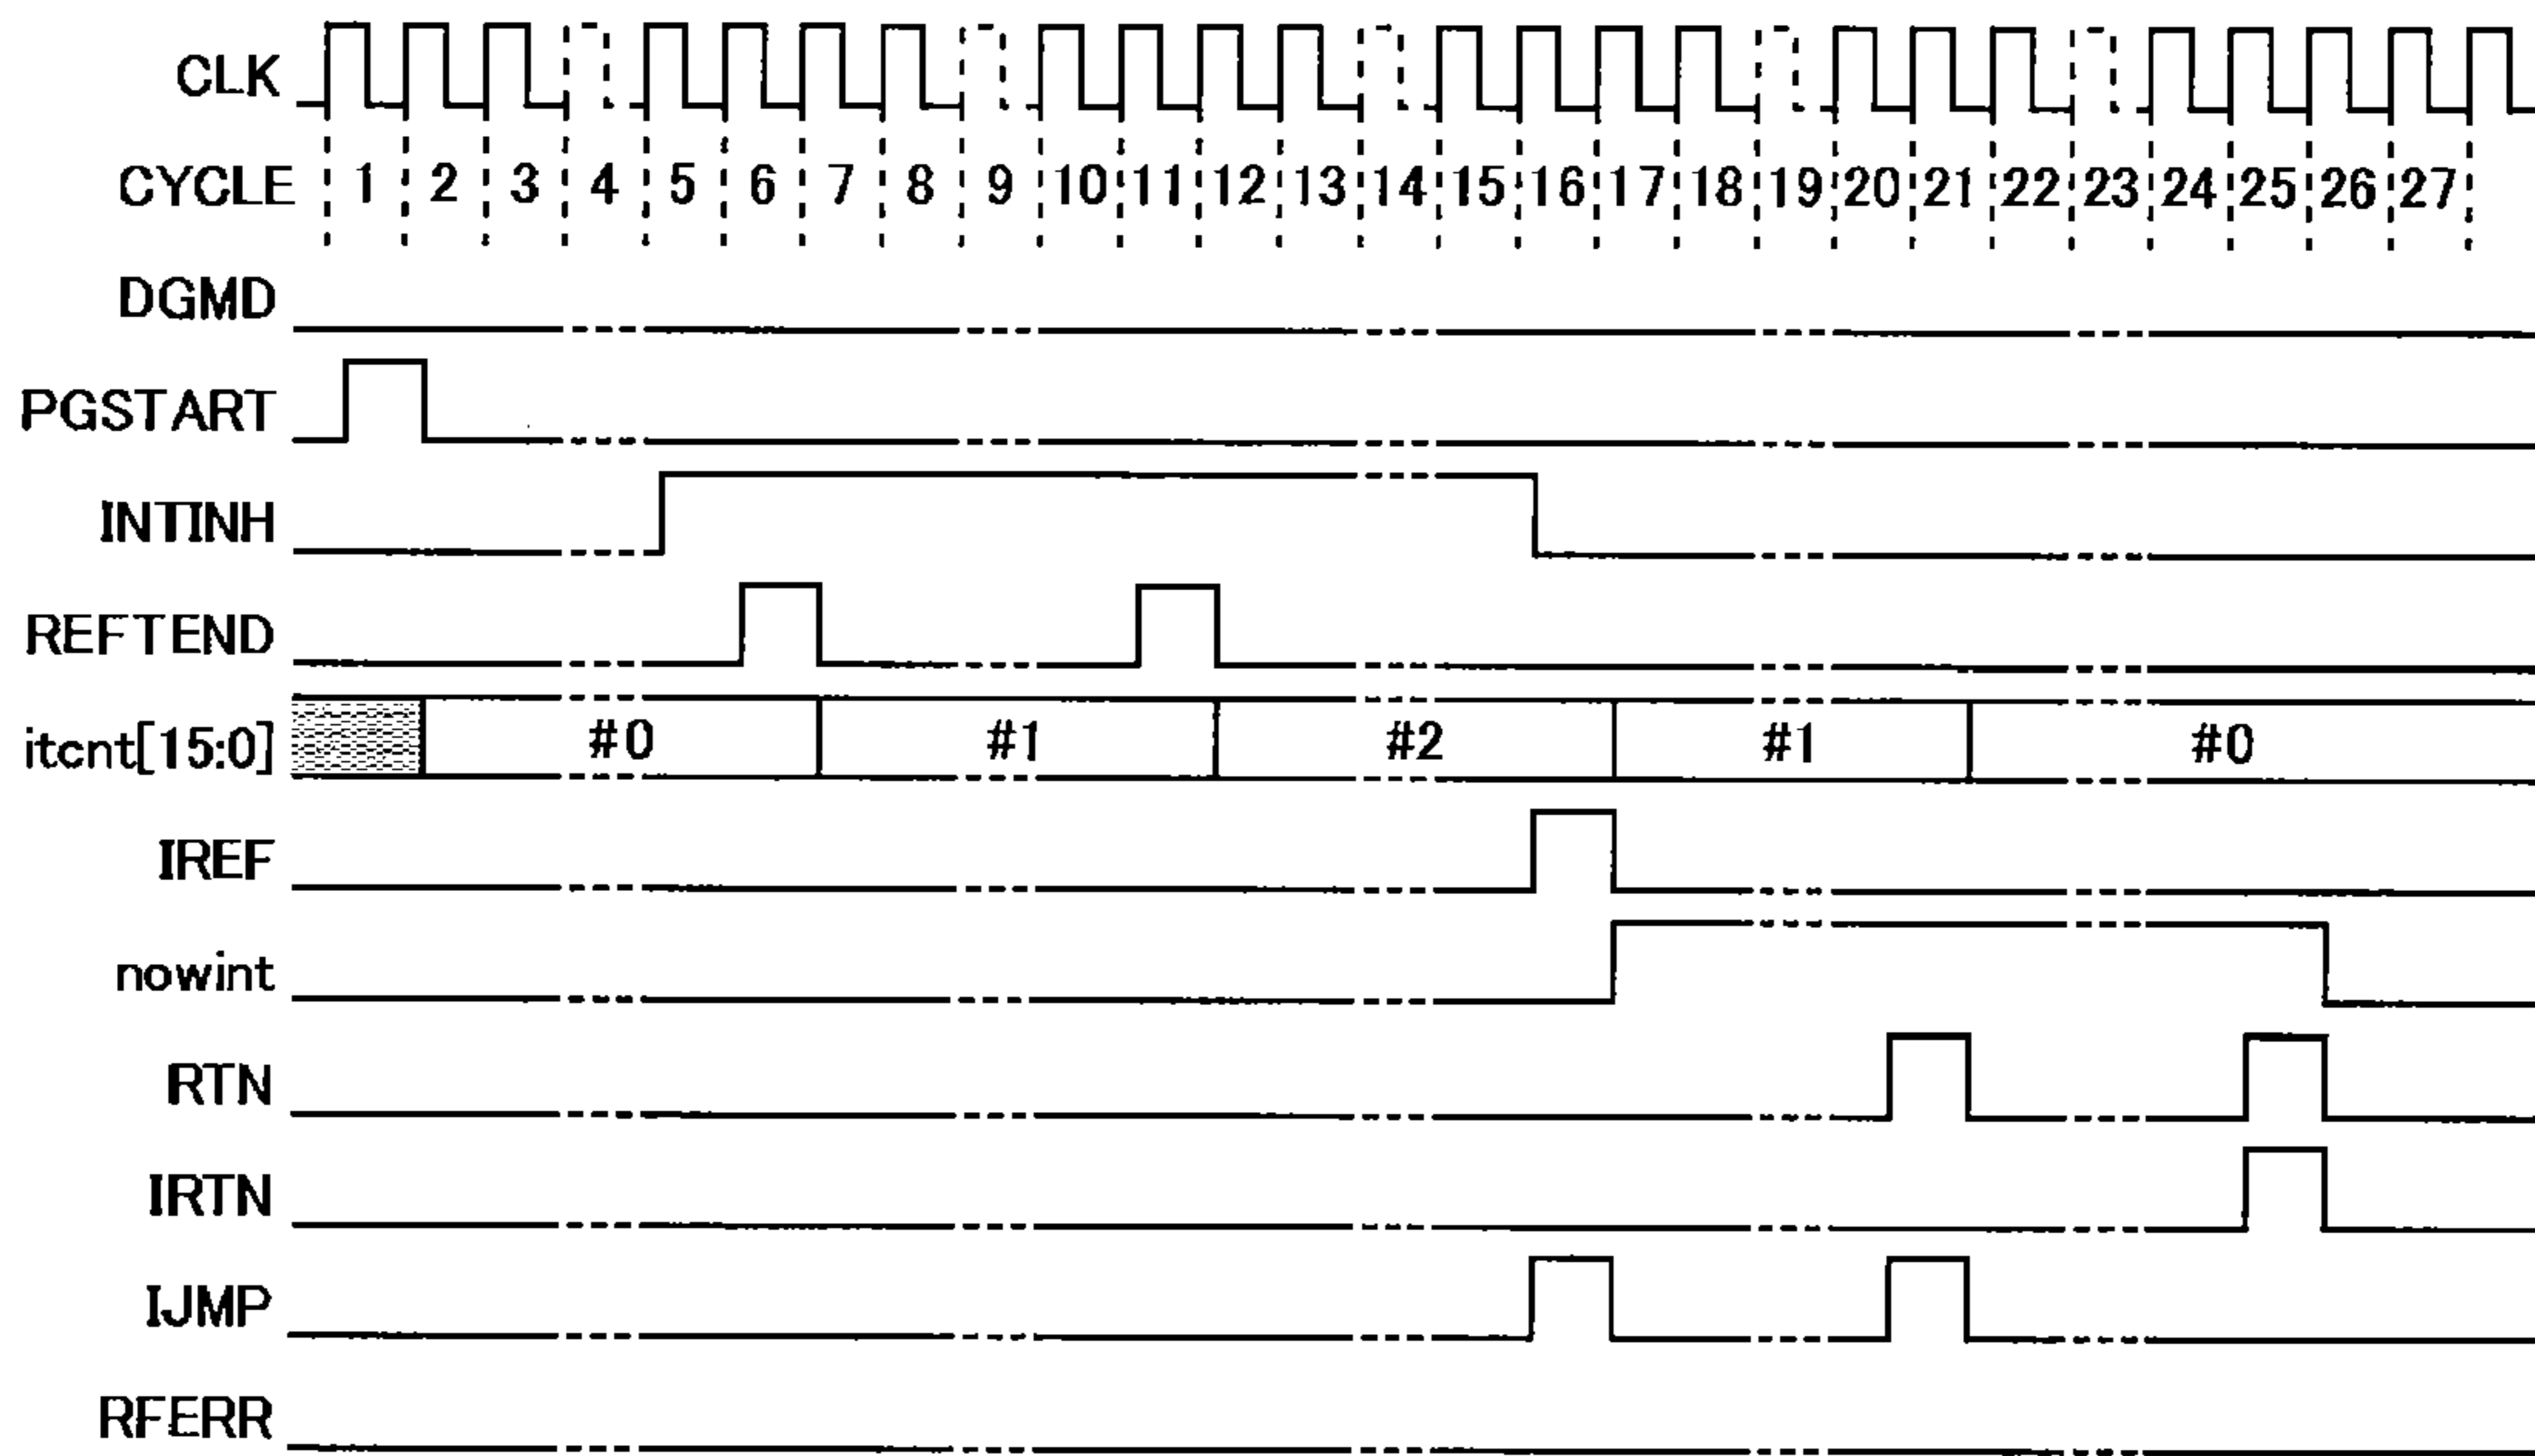 CLK
CYCLE 1 2 3 4 5 6 7 8 9 10 11 12 13 14 15 16 17 18 19 20 21 22 23 24 25 26 27
DGMD
PGSTART
INTINH
REFTEND
itcnt[15:0] #0 #1 #2 #1 #0
IREF
nowint
RTN
IRTN
IJMP
RFERR